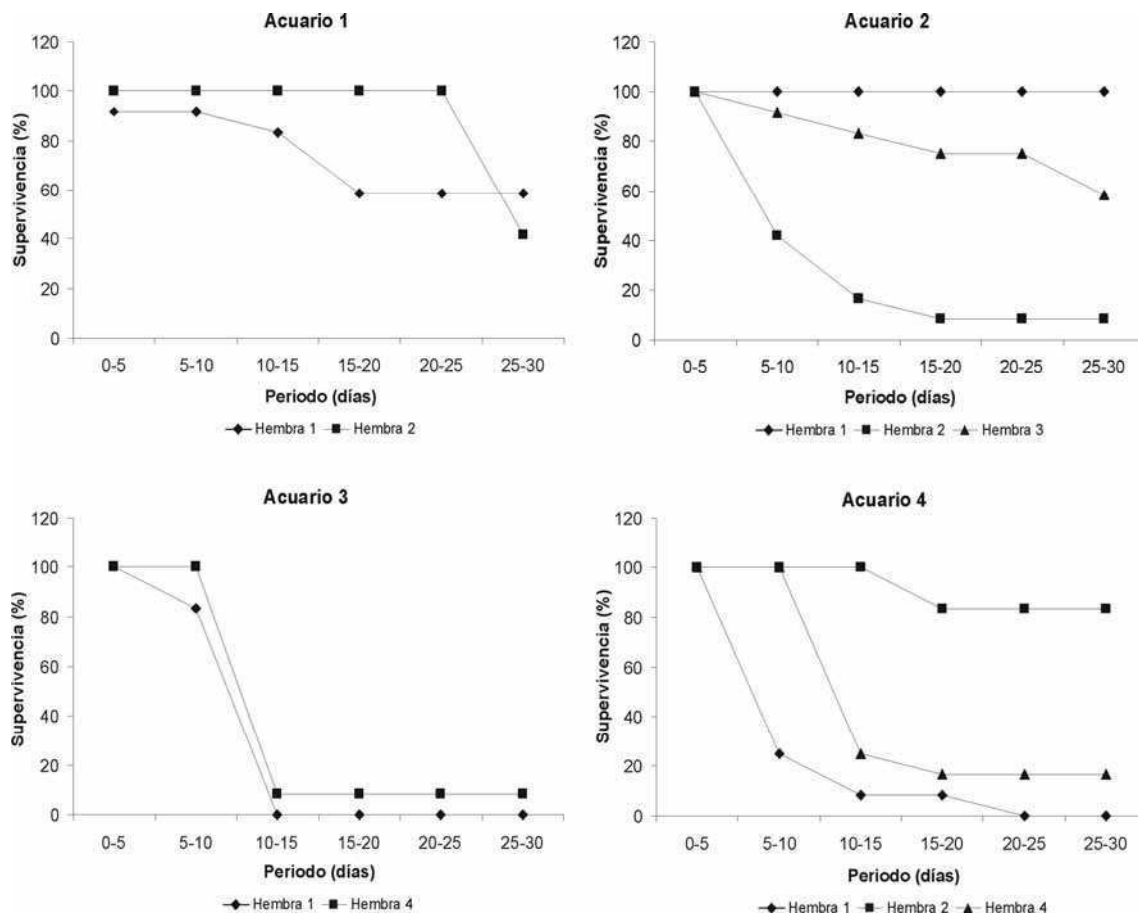 Acuario 1
120
100
80
60
40
20
0
Supervivencia (%)
0-5 5-10 10-15 15-20 20-25 25-30
Periodo (días)
Hembra 1 Hembra 2
Acuario 2
120
100
80
60
40
20
0
Supervivencia (%)
0-5 5-10 10-15 15-20 20-25 25-30
Periodo (días)
Hembra 1 Hembra 2 Hembra 3
Acuario 3
120
100
80
60
40
20
0
Supervivencia (%)
0-5 5-10 10-15 15-20 20-25 25-30
Periodo (días)
Hembra 1 Hembra 4
Acuario 4
120
100
80
60
40
20
0
Supervivencia (%)
0-5 5-10 10-15 15-20 20-25 25-30
Periodo (días)
Hembra 1 Hembra 2 Hembra 4